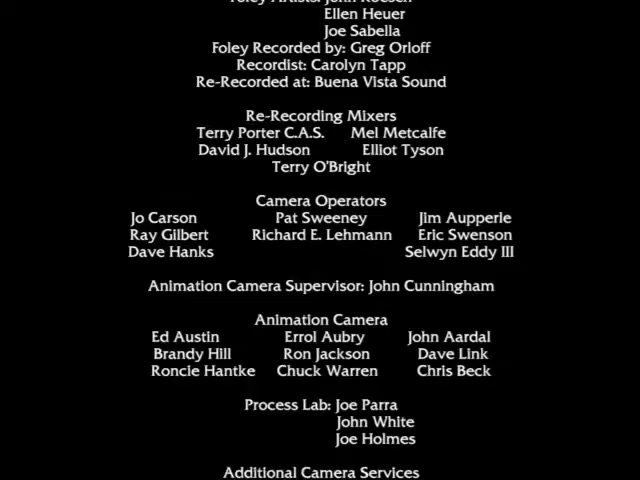 Foley Artists: John Roesch
Ellen Heuer
Joe Sabella
Foley Recorded by: Greg Orloff
Recordist: Carolyn Tapp
Re-Recorded at: Buena Vista Sound
Re-Recording Mixers
Terry Porter C.A.S. Mel Metcalfe
David J. Hudson Elliot Tyson
Terry O'Bright
Camera Operators
Jo Carson Pat Sweeney Jim Aupperle
Ray Gilbert Richard E. Lehmann Eric Swenson
Dave Hanks Selwyn Eddy III
Animation Camera Supervisor: John Cunningham
Animation Camera
Ed Austin Errol Aubry John Aardal
Brandy Hill Ron Jackson Dave Link
Roncie Hantke Chuck Warren Chris Beck
Process Lab: Joe Parra
John White
Joe Holmes
Additional Camera Services